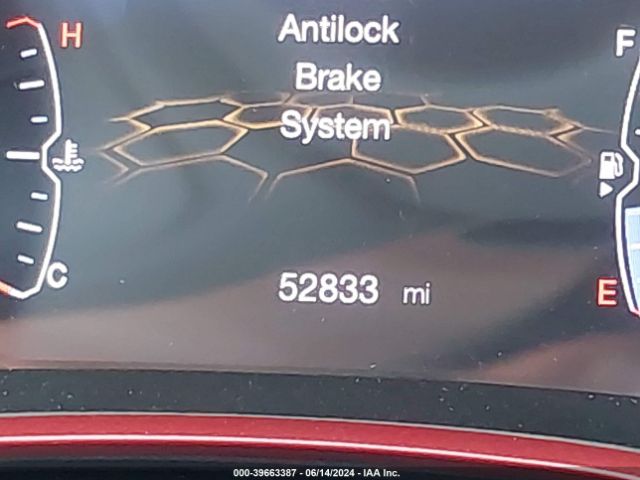 H
F
Antilock
Brake
System
C
52833 mi
E
000-39663387 - 06/14/2024 - IAA Inc.